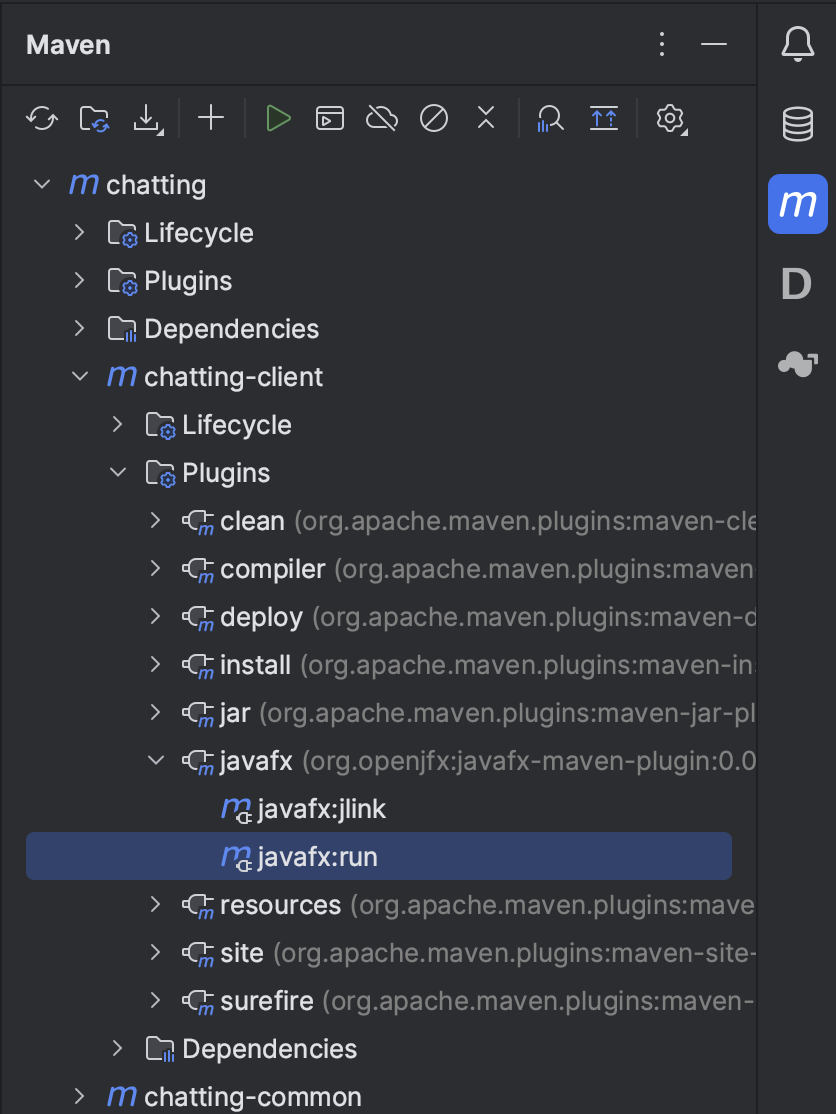 Maven
m chatting
Lifecycle
Plugins
Dependencies
m chatting-client
Lifecycle
Plugins
clean (org.apache.maven.plugins:maven-cle
compiler (org.apache.maven.plugins:maven-
deploy (org.apache.maven.plugins:maven-d
install (org.apache.maven.plugins:maven-in
jar (org.apache.maven.plugins:maven-jar-pl
javafx (org.openjfx:javafx-maven-plugin:0.0
javafx:jlink
javafx:run
resources (org.apache.maven.plugins:mave
site (org.apache.maven.plugins:maven-site-
surefire (org.apache.maven.plugins:maven-
Dependencies
m chatting-common
m
D